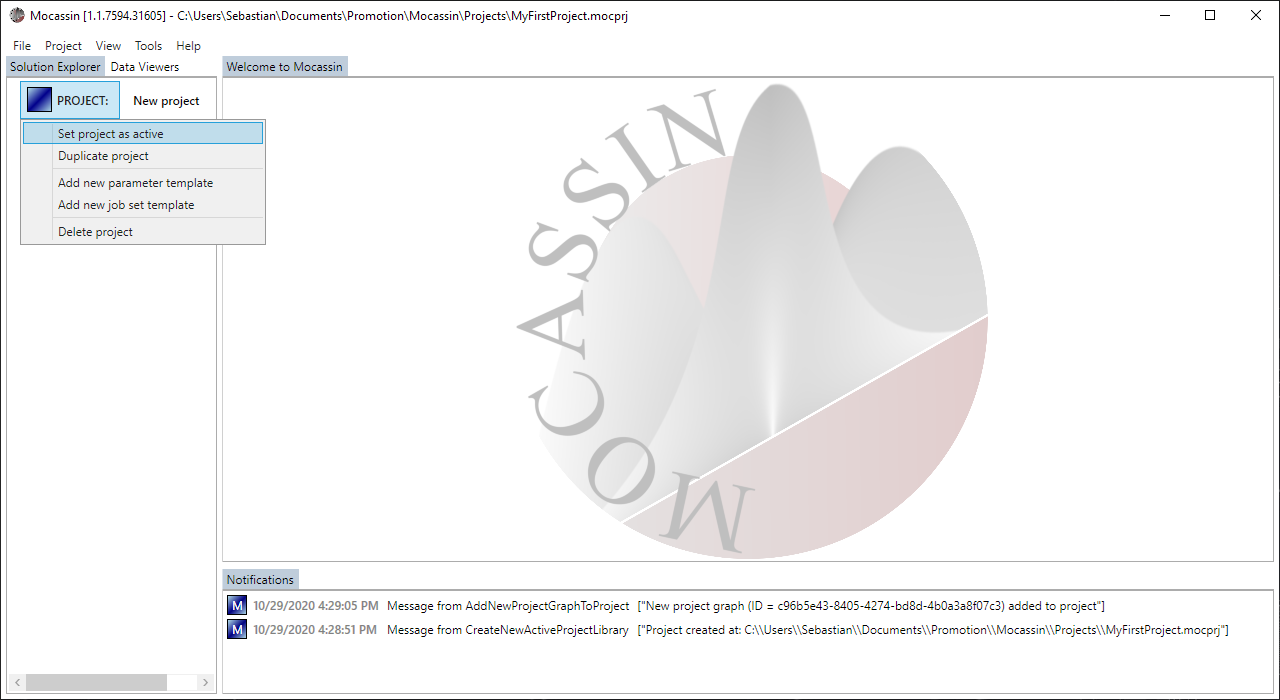 Mocassin [1.1.7594.31605] - C:\Users\Sebastian\Documents\Promotion\Mocassin\Projects\MyFirstProject.mocprj
File Project View Tools Help
Solution Explorer Data Viewers Welcome to Mocassin
PROJECT: New project
Set project as active
Duplicate project
Add new parameter template
Add new job set template
Delete project
MOCASSIN
Notifications
M 10/29/2020 4:29:05 PM Message from AddNewProjectGraphToProject ["New project graph (ID = c96b5e43-8405-4274-bd8d-4b0a3a8f07c3) added to project"]
M 10/29/2020 4:28:51 PM Message from CreateNewActiveProjectLibrary ["Project created at: C:\\Users\\Sebastian\\Documents\\Promotion\\Mocassin\\Projects\\MyFirstProject.mocprj"]